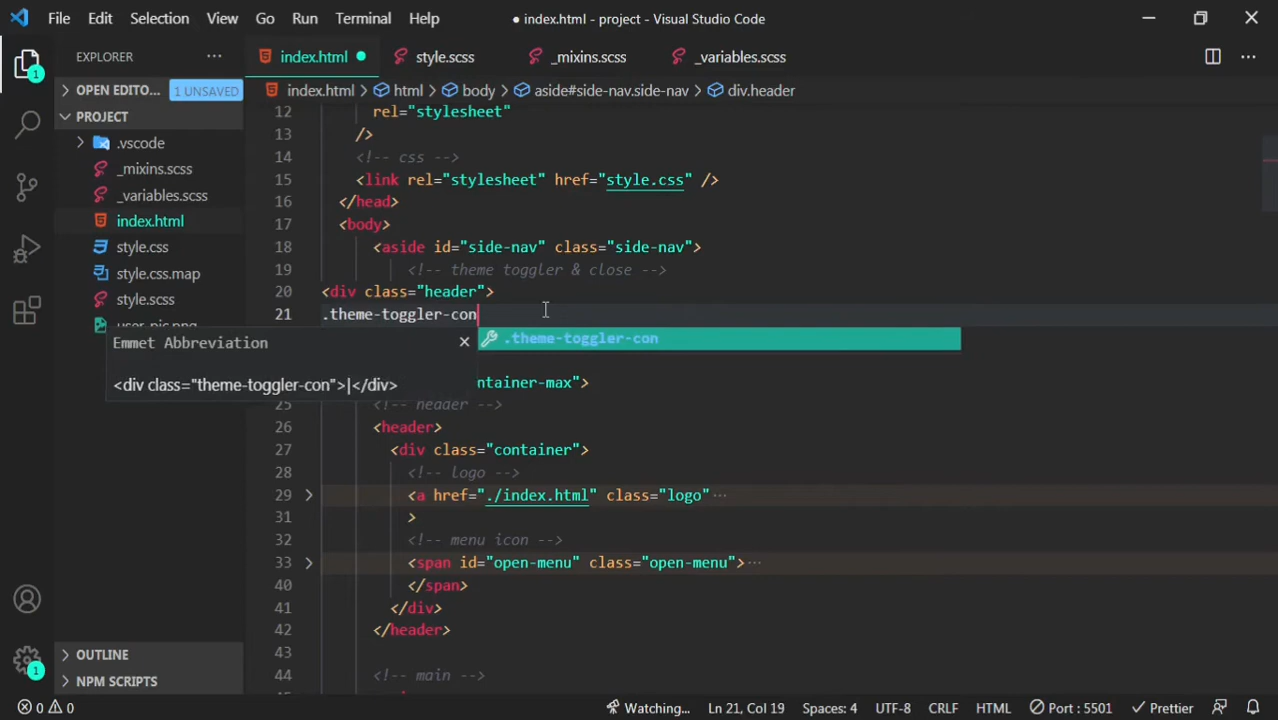 File Edit Selection View Go Run Terminal Help ● index.html - project - Visual Studio Code
EXPLORER ···
index.html ● style.scss _mixins.scss _variables.scss ···
index.html > html > body > aside#side-nav.side-nav > div.header
OPEN EDITO... 1 UNSAVED
PROJECT
.vscode
_mixins.scss
_variables.scss
index.html
style.css
style.css.map
style.scss
user-pic.png
1
12 rel="stylesheet"
13 />
14 <!-- css -->
15 <link rel="stylesheet" href="style.css" />
16 </head>
17 <body>
18 <aside id="side-nav" class="side-nav">
19 <!-- theme toggler & close -->
20 <div class="header">
21 .theme-toggler-con
.theme-toggler-con
Emmet Abbreviation ×
<div class="theme-toggler-con">|</div>
ntainer-max">
25 <!-- header -->
26 <header>
27 <div class="container">
28 <!-- logo -->
29 <a href="./index.html" class="logo" ···
31 >
32 <!-- menu icon -->
33 <span id="open-menu" class="open-menu"> ···
40 </span>
41 </div>
42 </header>
43
44 <!-- main -->
OUTLINE
NPM SCRIPTS
1
0 0 Watching... Ln 21, Col 19 Spaces: 4 UTF-8 CRLF HTML Port : 5501 Prettier